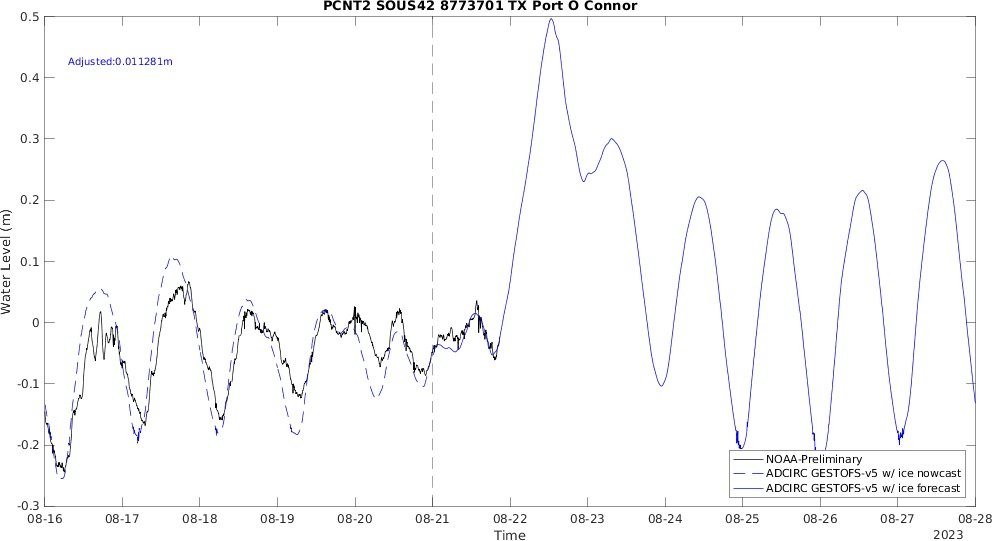 PCNT2 SOUS42 8773701 TX Port O Connor
Adjusted:0.011281m
0.5
0.4
0.3
0.2
0.1
0
-0.1
-0.2
-0.3
Water Level (m)
NOAA-Preliminary
ADCIRC GESTOFS-v5 w/ ice nowcast
ADCIRC GESTOFS-v5 w/ ice forecast
08-16 08-17 08-18 08-19 08-20 08-21 08-22 08-23 08-24 08-25 08-26 08-27 08-28
Time
2023